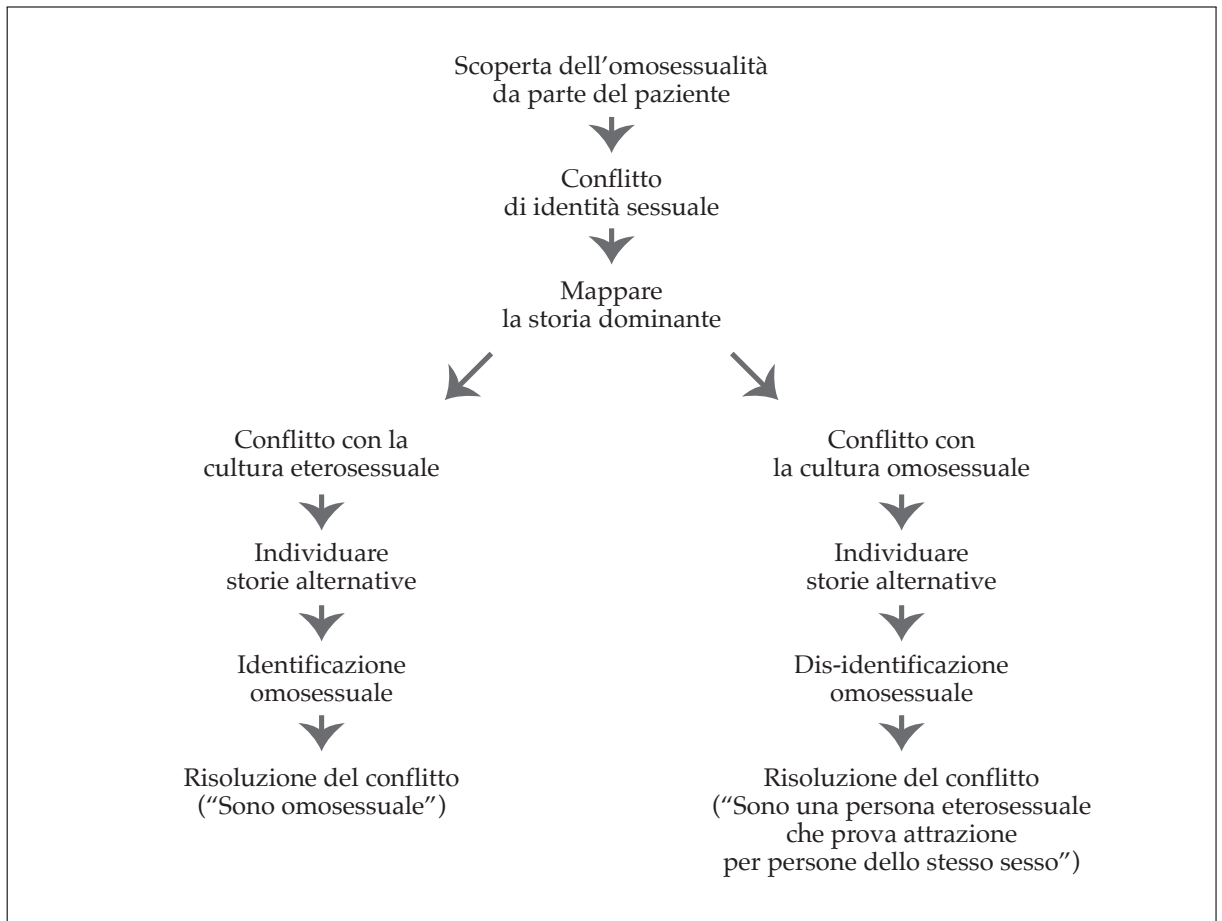 Scoperta dell’omosessualità
da parte del paziente
Conflitto
di identità sessuale
Mappare
la storia dominante
Conflitto con la
cultura eterosessuale
Individuare
storie alternative
Identificazione
omosessuale
Risoluzione del conflitto
(“Sono omosessuale”)
Conflitto con
la cultura omosessuale
Individuare
storie alternative
Dis-identificazione
omosessuale
Risoluzione del conflitto
(“Sono una persona eterosessuale
che prova attrazione
per persone dello stesso sesso”)